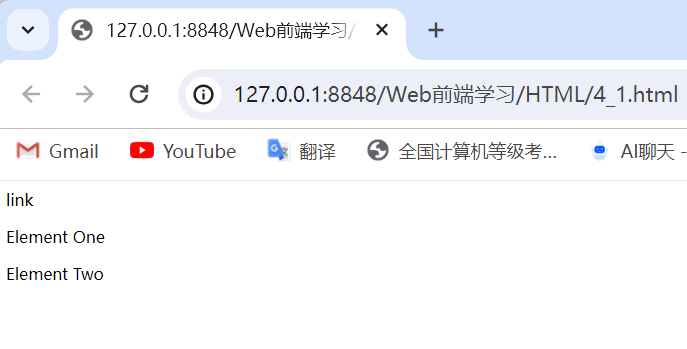 127.0.0.1:8848/Web前端学习/
127.0.0.1:8848/Web前端学习/HTML/4_1.html
Gmail YouTube 翻译 全国计算机等级考... AI聊天 -
link
Element One
Element Two